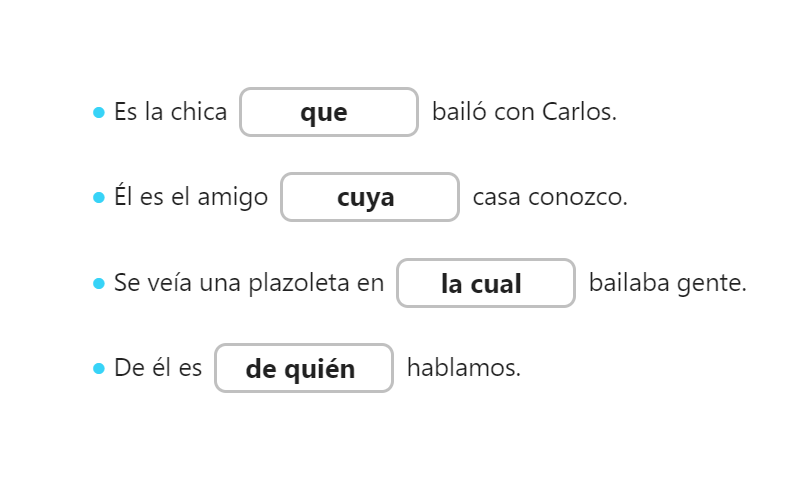 Es la chica que bailó con Carlos.
Él es el amigo cuya casa conozco.
Se veía una plazoleta en la cual bailaba gente.
De él es de quién hablamos.